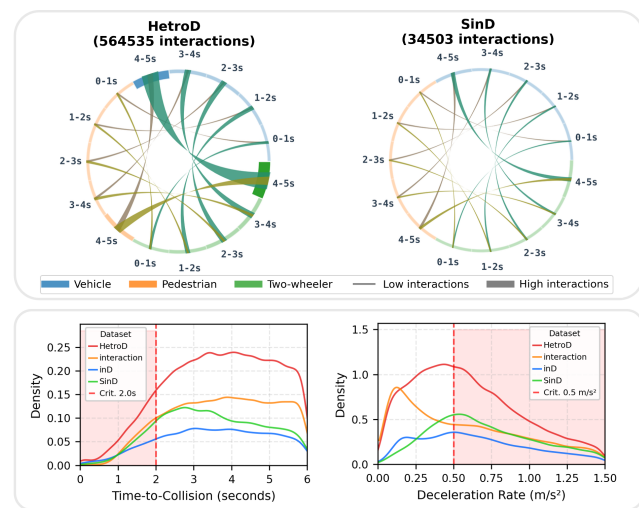 HetroD
(564535 interactions)
4-5s
3-4s
2-3s
1-2s
0-1s
4-5s
3-4s
2-3s
1-2s
0-1s
4-5s
3-4s
2-3s
1-2s
0-1s
SinD
(34503 interactions)
4-5s
3-4s
2-3s
1-2s
0-1s
4-5s
3-4s
2-3s
1-2s
0-1s
4-5s
3-4s
2-3s
1-2s
0-1s
Vehicle Pedestrian Two-wheeler Low interactions High interactions
Density
0.25
0.20
0.15
0.10
0.05
0.00
Dataset
HetroD
interaction
inD
SinD
Crit. 2.0s
0 1 2 3 4 5 6
Time-to-Collision (seconds)
Density
1.5
1.0
0.5
0.0
Dataset
HetroD
interaction
inD
SinD
Crit. 0.5 m/s²
0.00 0.25 0.50 0.75 1.00 1.25 1.50
Deceleration Rate (m/s²)